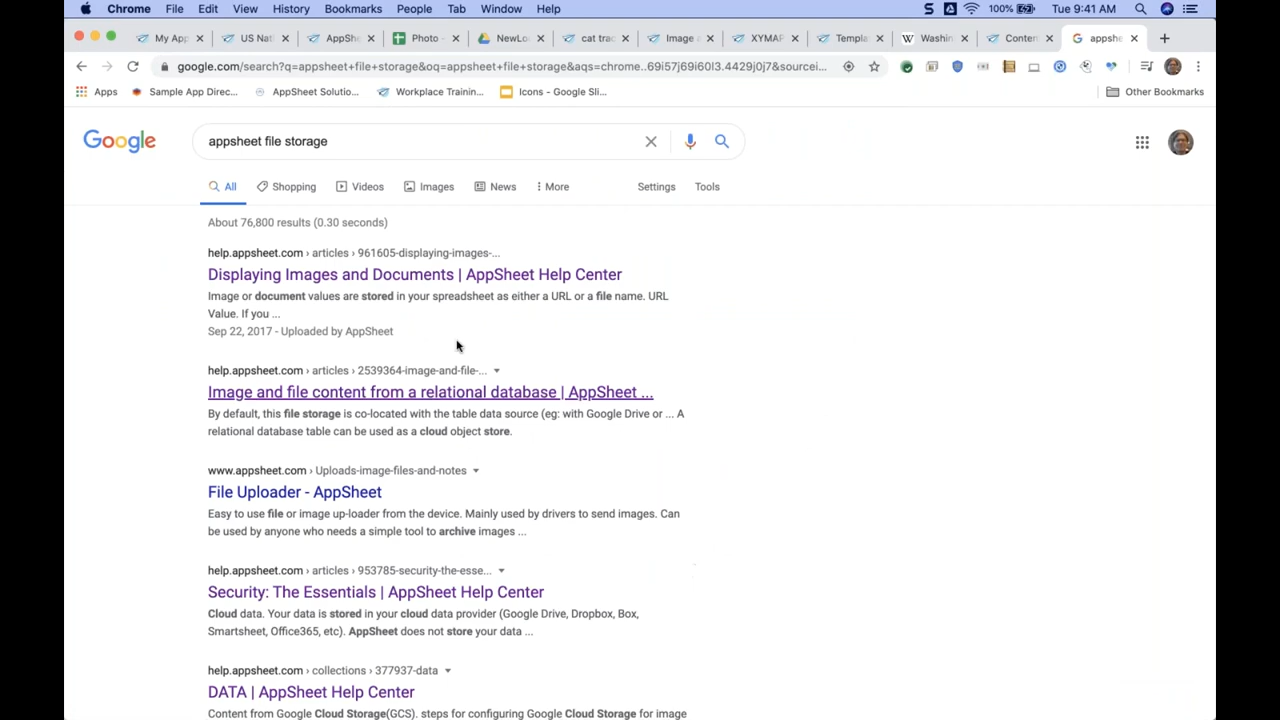 Chrome File Edit View History Bookmarks People Tab Window Help 100% Tue 9:41 AM
My App US Nati AppShe Photo - NewLo cat trac Image a XYMAP Templa Washin Conten appshe
google.com/search?q=appsheet+file+storage&oq=appsheet+file+storage&aqs=chrome..69i57j69i60l3.4429j0j7&sourcei...
Apps Sample App Direc... AppSheet Solutio... Workplace Trainin... Icons - Google Sli... Other Bookmarks
Google appsheet file storage
All Shopping Videos Images News More Settings Tools
About 76,800 results (0.30 seconds)
help.appsheet.com › articles › 961605-displaying-images-...
Displaying Images and Documents | AppSheet Help Center
Image or document values are stored in your spreadsheet as either a URL or a file name. URL
Value. If you ...
Sep 22, 2017 - Uploaded by AppSheet
help.appsheet.com › articles › 2539364-image-and-file-...
Image and file content from a relational database | AppSheet ...
By default, this file storage is co-located with the table data source (eg: with Google Drive or ... A
relational database table can be used as a cloud object store.
www.appsheet.com › Uploads-image-files-and-notes
File Uploader - AppSheet
Easy to use file or image up-loader from the device. Mainly used by drivers to send images. Can
be used by anyone who needs a simple tool to archive images ...
help.appsheet.com › articles › 953785-security-the-esse...
Security: The Essentials | AppSheet Help Center
Cloud data. Your data is stored in your cloud data provider (Google Drive, Dropbox, Box,
Smartsheet, Office365, etc). AppSheet does not store your data ...
help.appsheet.com › collections › 377937-data
DATA | AppSheet Help Center
Content from Google Cloud Storage(GCS). steps for configuring Google Cloud Storage for image